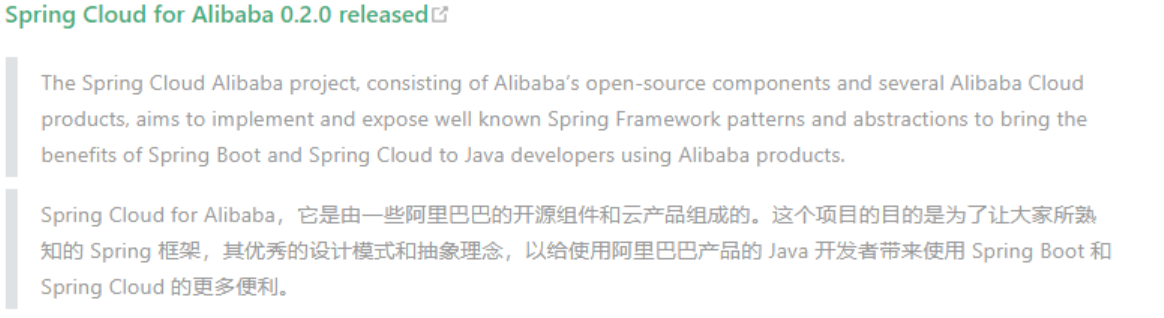 Spring Cloud for Alibaba 0.2.0 released
The Spring Cloud Alibaba project, consisting of Alibaba’s open-source components and several Alibaba Cloud
products, aims to implement and expose well known Spring Framework patterns and abstractions to bring the
benefits of Spring Boot and Spring Cloud to Java developers using Alibaba products.
Spring Cloud for Alibaba，它是由一些阿里巴巴的开源组件和云产品组成的。这个项目的目的是为了让大家所熟
知的 Spring 框架，其优秀的设计模式和抽象理念，以给使用阿里巴巴产品的 Java 开发者带来使用 Spring Boot 和
Spring Cloud 的更多便利。